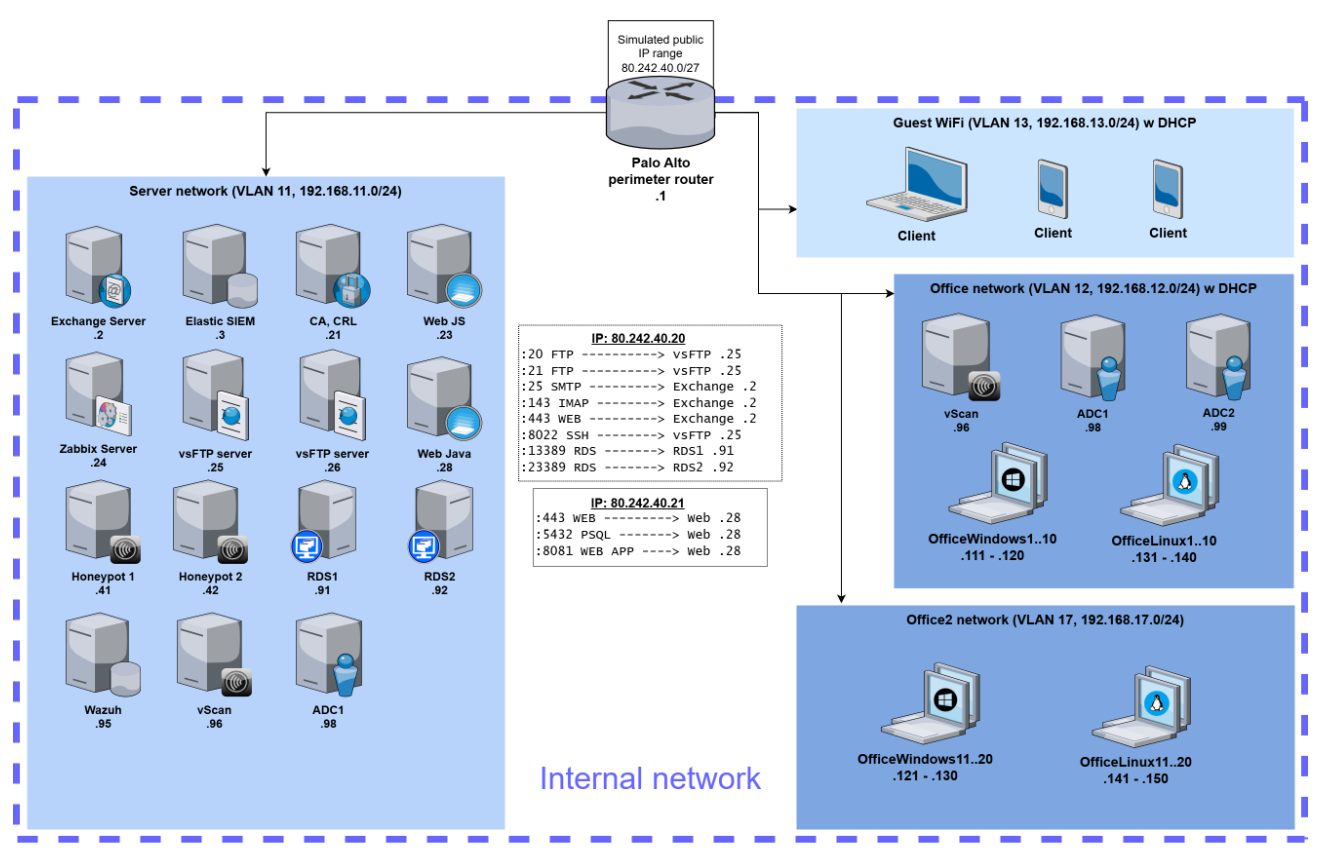 Simulated public
IP range
80.242.40.0/27
Palo Alto
perimeter router
.1
Server network (VLAN 11, 192.168.11.0/24)
Exchange Server
.2
Elastic SIEM
.3
CA, CRL
.21
Web JS
.23
Zabbix Server
.24
vsFTP server
.25
vsFTP server
.26
Web Java
.28
Honeypot 1
.41
Honeypot 2
.42
RDS1
.91
RDS2
.92
Wazuh
.95
vScan
.96
ADC1
.98
IP: 80.242.40.20
:20 FTP -----------> vsFTP .25
:21 FTP -----------> vsFTP .25
:25 SMTP ----------> Exchange .2
:143 IMAP ---------> Exchange .2
:443 WEB ----------> Exchange .2
:8022 SSH ---------> vsFTP .25
:13389 RDS --------> RDS1 .91
:23389 RDS --------> RDS2 .92
IP: 80.242.40.21
:443 WEB ---------> Web .28
:5432 PSQL -------> Web .28
:8081 WEB APP ----> Web .28
Guest WiFi (VLAN 13, 192.168.13.0/24) w DHCP
Client
Client
Client
Office network (VLAN 12, 192.168.12.0/24) w DHCP
vScan
.96
ADC1
.98
ADC2
.99
OfficeWindows1..10
.111 - .120
OfficeLinux1..10
.131 - .140
Office2 network (VLAN 17, 192.168.17.0/24)
OfficeWindows11..20
.121 - .130
OfficeLinux11..20
.141 - .150
Internal network